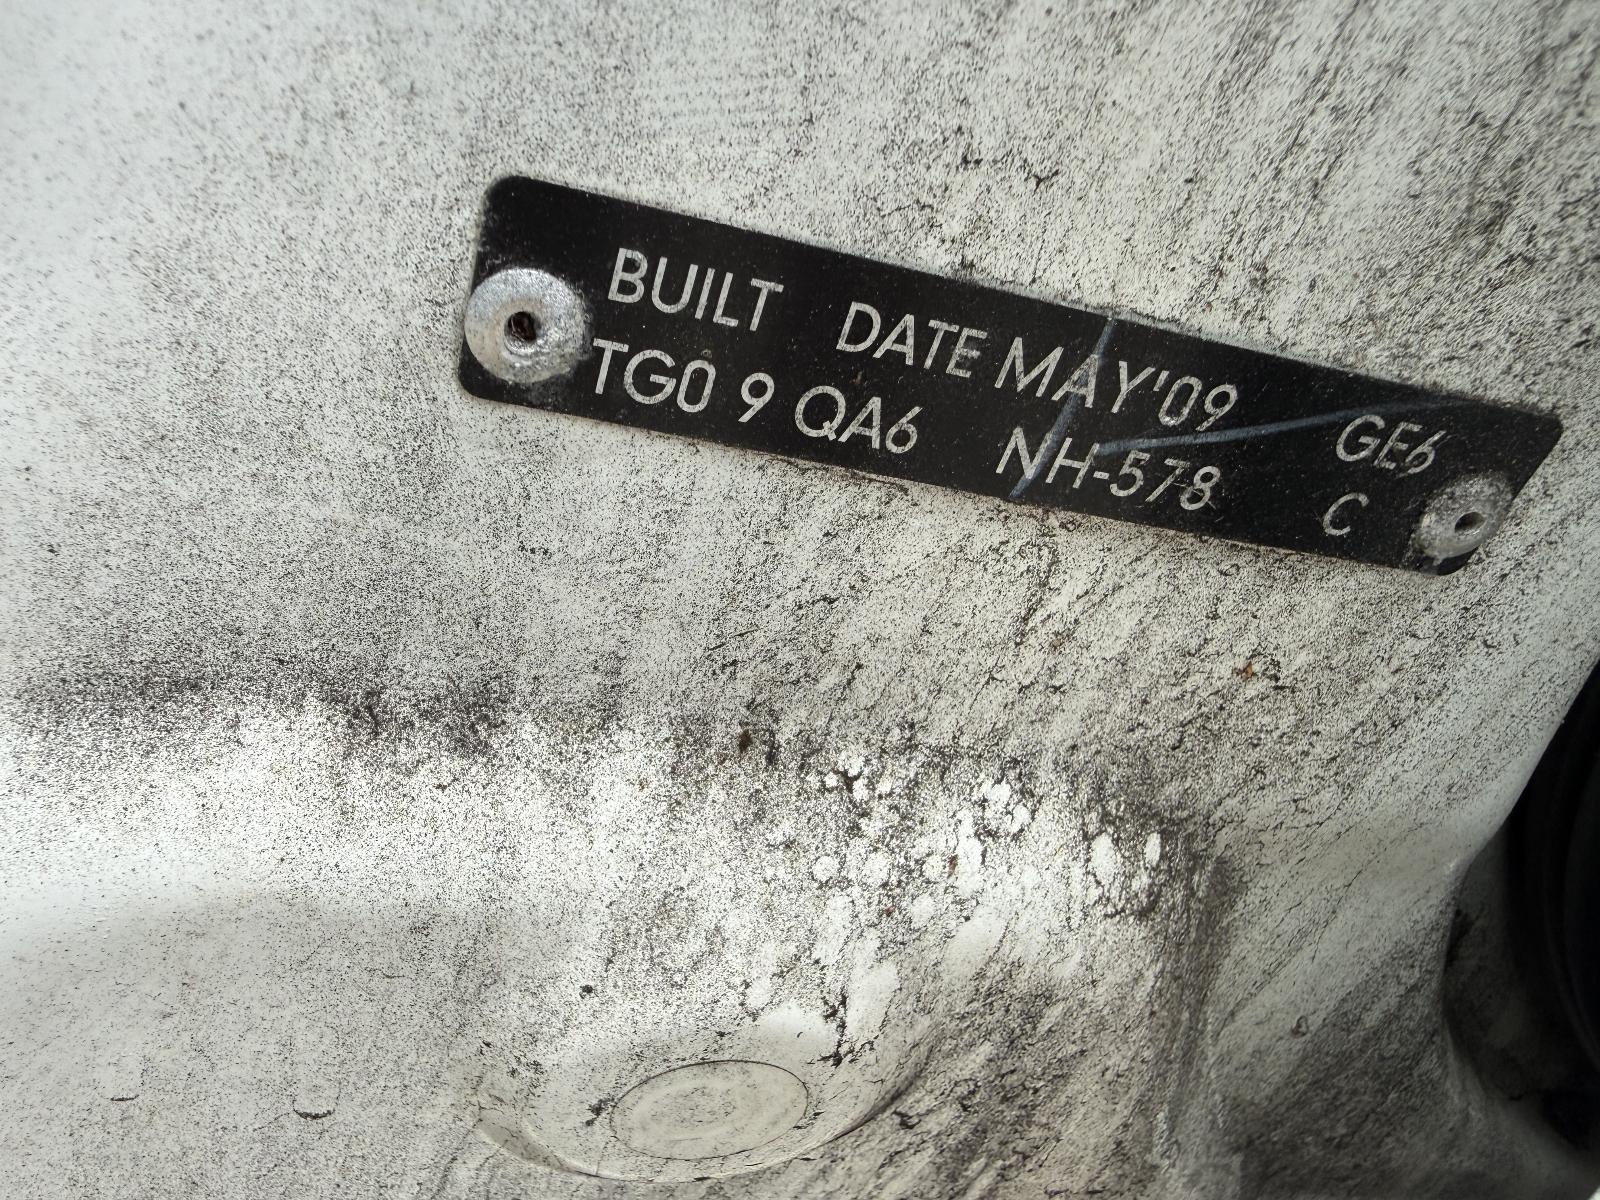 BUILT DATE MAY'09 GE6
TG0 9 QA6 NH-578 C